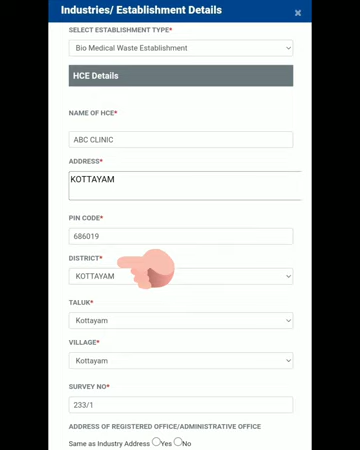 Industries/ Establishment Details
×
SELECT ESTABLISHMENT TYPE*
Bio Medical Waste Establishment
HCE Details
NAME OF HCE*
ABC CLINIC
ADDRESS*
KOTTAYAM
PIN CODE*
686019
DISTRICT*
KOTTAYAM
TALUK*
Kottayam
VILLAGE*
Kottayam
SURVEY NO*
233/1
ADDRESS OF REGISTERED OFFICE/ADMINISTRATIVE OFFICE
Same as Industry Address Yes No